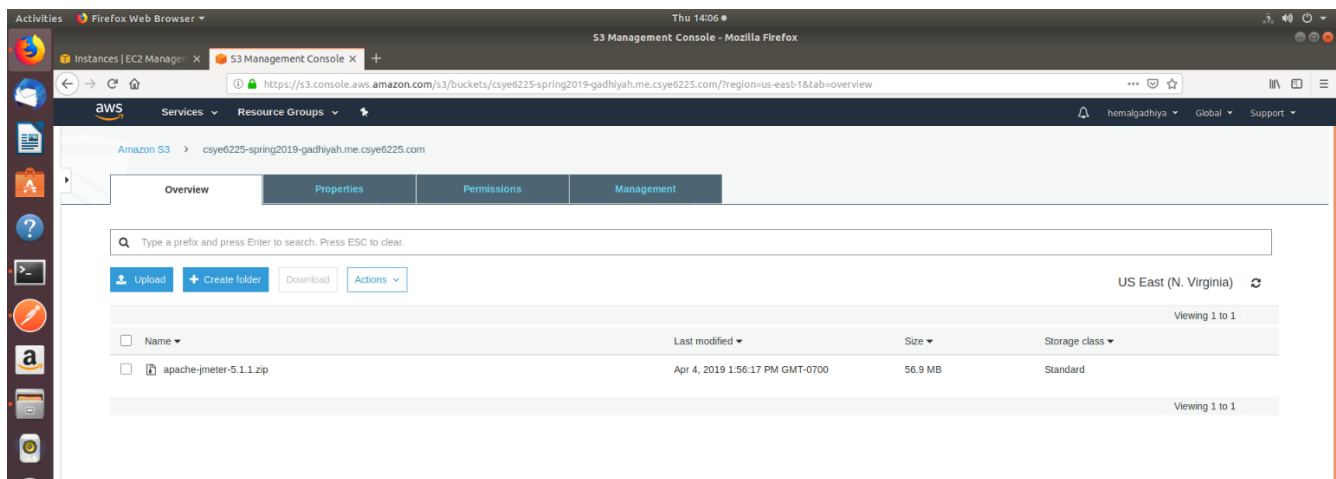 Activities Firefox Web Browser Thu 14:06
S3 Management Console - Mozilla Firefox
Instances | EC2 Managem S3 Management Console
https://s3.console.aws.amazon.com/s3/buckets/csye6225-spring2019-gadhiyah.me.csye6225.com/?region=us-east-1&tab=overview
aws Services Resource Groups hemalgadhiya Global Support
Amazon S3 > csye6225-spring2019-gadhiyah.me.csye6225.com
Overview Properties Permissions Management
Type a prefix and press Enter to search. Press ESC to clear.
Upload Create folder Download Actions US East (N. Virginia)
Viewing 1 to 1
Name Last modified Size Storage class
apache-jmeter-5.1.1.zip Apr 4, 2019 1:56:17 PM GMT-0700 56.9 MB Standard
Viewing 1 to 1